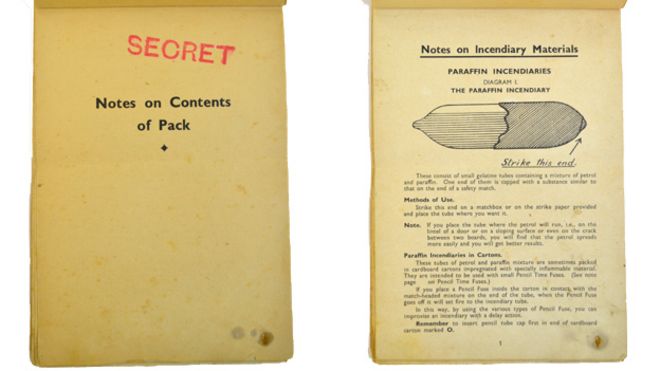 SECRET
Notes on Contents
of Pack
Notes on Incendiary Materials
PARAFFIN INCENDIARIES
DIAGRAM I.
THE PARAFFIN INCENDIARY
Strike this end.
These consist of small gelatine tubes containing a mixture of petrol
and paraffin. One end of them is capped with a substance similar to
that on the end of a safety match.
Methods of Use.
Strike this end on a matchbox or on the strike paper provided
and place the tube where you want it.
Note. If you place the tube where the petrol will run, i.e., on the
lintel of a door or on a sloping surface or even on the crack
between two boards, you will find that the petrol spreads
more easily and you will get better results.
Paraffin Incendiaries in Cartons.
These tubes of petrol and paraffin mixture are sometimes packed
in cardboard cartons impregnated with specially inflammable material.
They are intended to be used with small Pencil Time Fuses. (See note
page on Pencil Time Fuses.)
If you place a Pencil Fuse inside the carton in contact with the
match-headed mixture on the end of the tube, when the Pencil Fuse
goes off it will set fire to the incendiary tube.
In this way, by using the various types of Pencil Fuse, you can
improvise an incendiary with a delay action.
Remember to insert pencil tube cap first in end of cardboard
carton marked O.
1